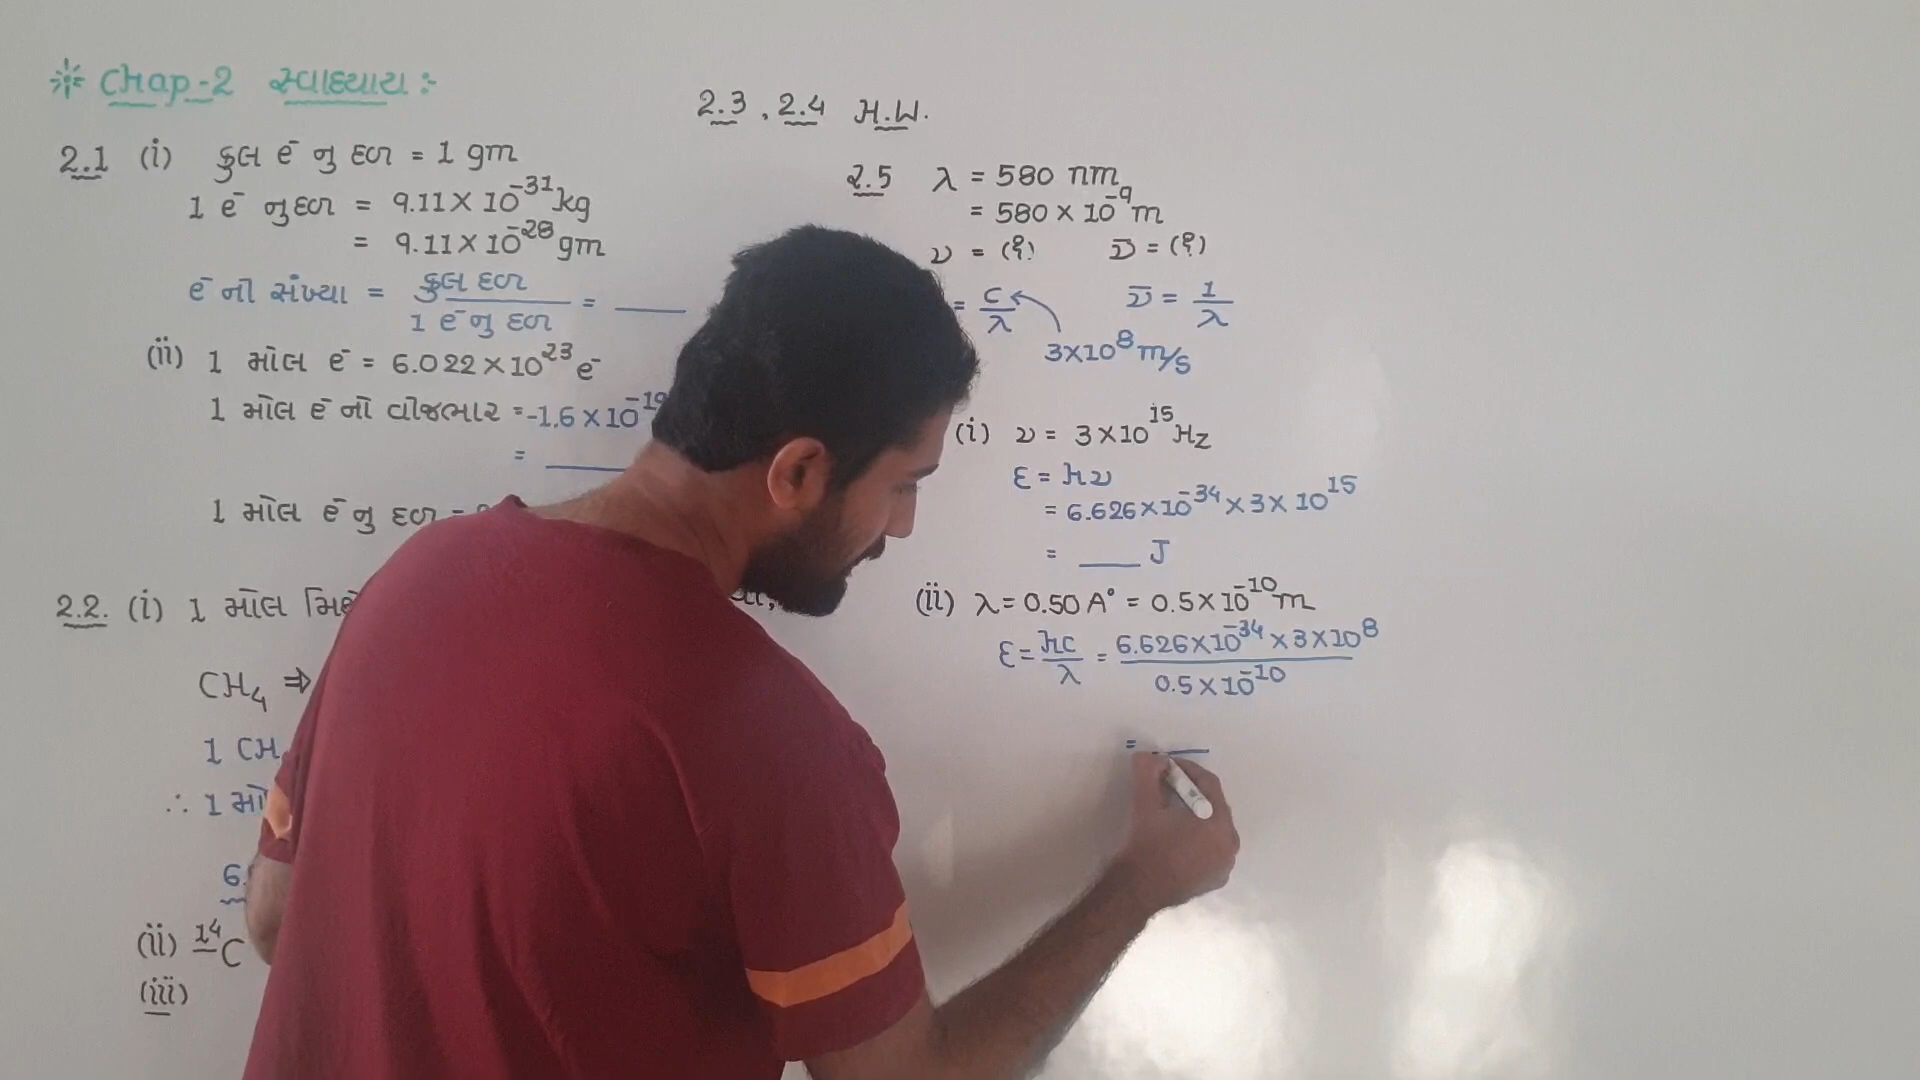 * Chap-2 સ્વાધ્યાય :-
2.1 (i) કુલ e⁻ નુ દળ = 1 gm
1 e⁻ નુ દળ = 9.11 × 10⁻³¹ kg
= 9.11 × 10⁻²⁸ gm
e⁻ ની સંખ્યા = કુલ દળ / 1 e⁻ નુ દળ = ____
(ii) 1 મોલ e⁻ = 6.022 × 10²³ e⁻
1 મોલ e⁻ નો વીજભાર = -1.6 × 10⁻¹⁹
= ____
1 મોલ e⁻ નુ દળ =
2.2. (i) 1 મોલ
CH₄ ⇒
1 CH
∴ 1
6.
(ii) ¹⁴C
(iii)
2.3 , 2.4 H.W.
2.5 λ = 580 nm
= 580 × 10⁻⁹ m
ν = (?) ν̅ = (?)
= c/λ ν̅ = 1/λ
3×10⁸ m/s
(i) ν = 3×10¹⁵ Hz
ε = hν
= 6.626×10⁻³⁴ × 3 × 10¹⁵
= ____ J
(ii) λ = 0.50 A° = 0.5×10⁻¹⁰ m
ε = hc/λ = 6.626×10⁻³⁴ × 3×10⁸ / 0.5×10⁻¹⁰
= ____